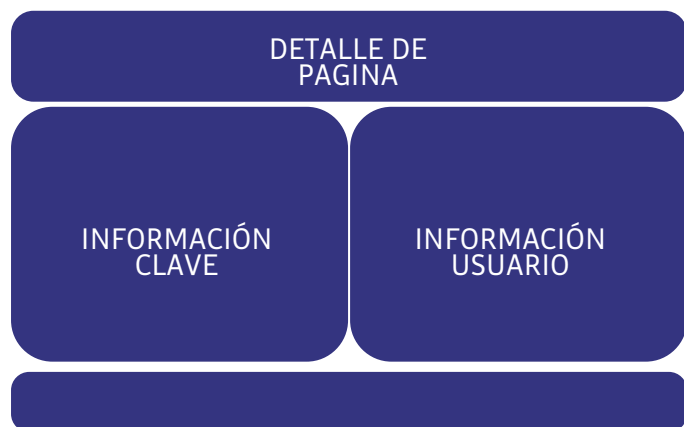 DETALLE DE
PAGINA
INFORMACIÓN
CLAVE
INFORMACIÓN
USUARIO